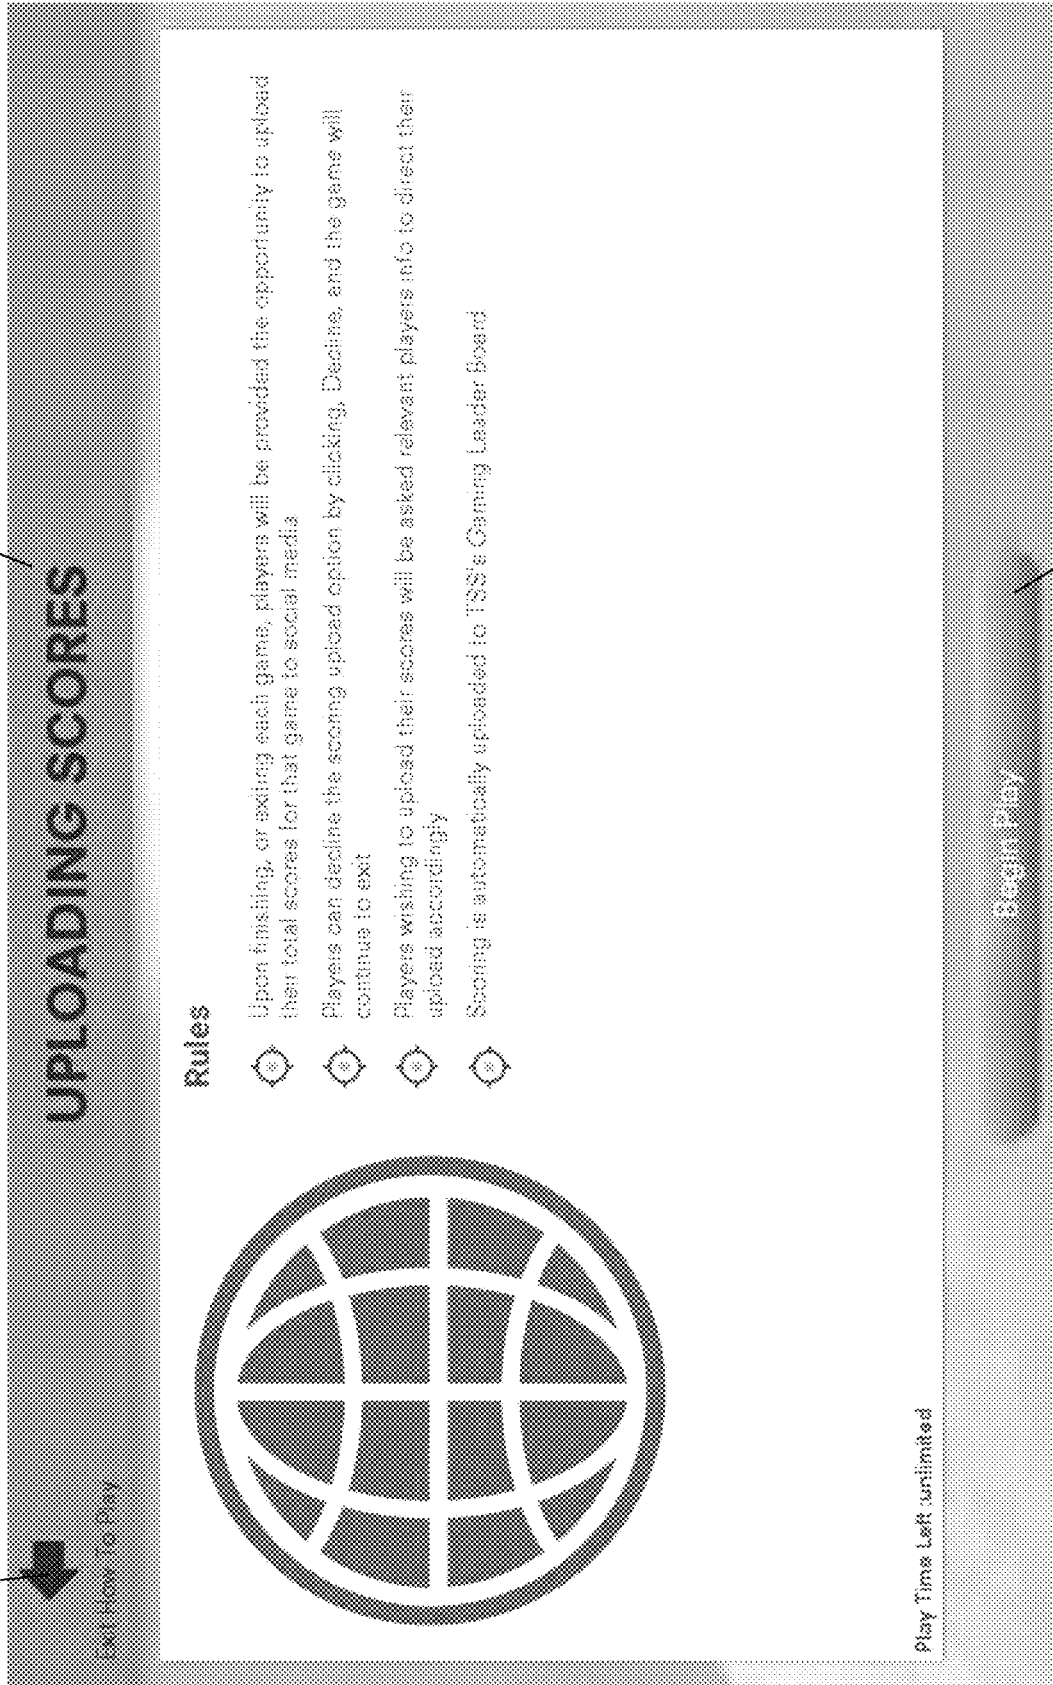 Exit How To Play
UPLOADING SCORES
Rules
Upon finishing, or exiting each game, players will be provided the opportunity to upload
their total scores for that game to social media
Players can decline the scoring upload option by clicking, Decline, and the game will
continue to exit
Players wishing to upload their scores will be asked relevant players info to direct their
upload accordingly
Scoring is automatically uploaded to TSS's Gaming Leader Board
Play Time Left :unlimited
Begin Play